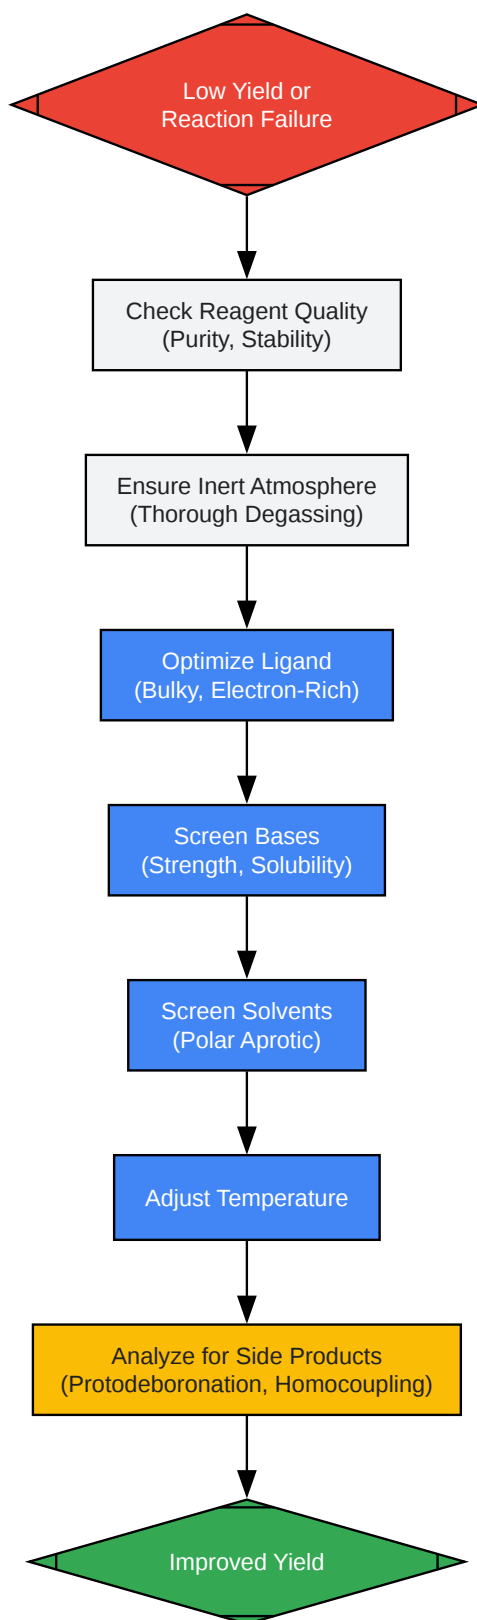 Low Yield or
Reaction Failure
Check Reagent Quality
(Purity, Stability)
Ensure Inert Atmosphere
(Thorough Degassing)
Optimize Ligand
(Bulky, Electron-Rich)
Screen Bases
(Strength, Solubility)
Screen Solvents
(Polar Aprotic)
Adjust Temperature
Analyze for Side Products
(Protodeboronation, Homocoupling)
Improved Yield